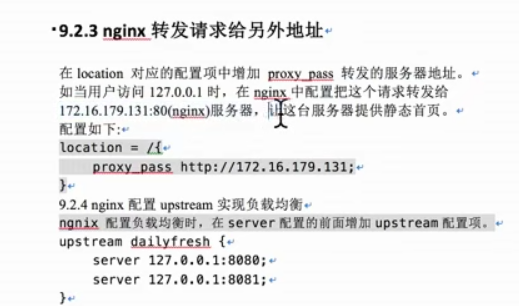 9.2.3 nginx 转发请求给另外地址
在 location 对应的配置项中增加 proxy_pass 转发的服务器地址。
如当用户访问 127.0.0.1 时，在 nginx 中配置把这个请求转发给
172.16.179.131:80(nginx)服务器，让这台服务器提供静态首页。
配置如下:
location = /{
proxy_pass http://172.16.179.131;
}
9.2.4 nginx 配置 upstream 实现负载均衡
ngnix 配置负载均衡时，在 server 配置的前面增加 upstream 配置项。
upstream dailyfresh {
server 127.0.0.1:8080;
server 127.0.0.1:8081;
}